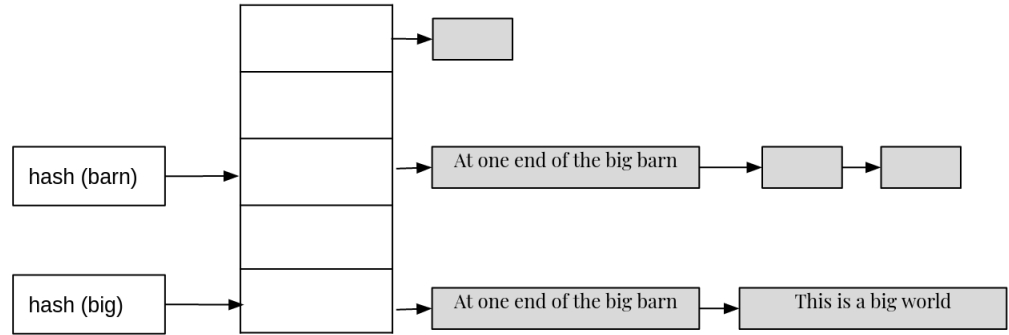 hash (barn)
At one end of the big barn
hash (big)
At one end of the big barn
This is a big world